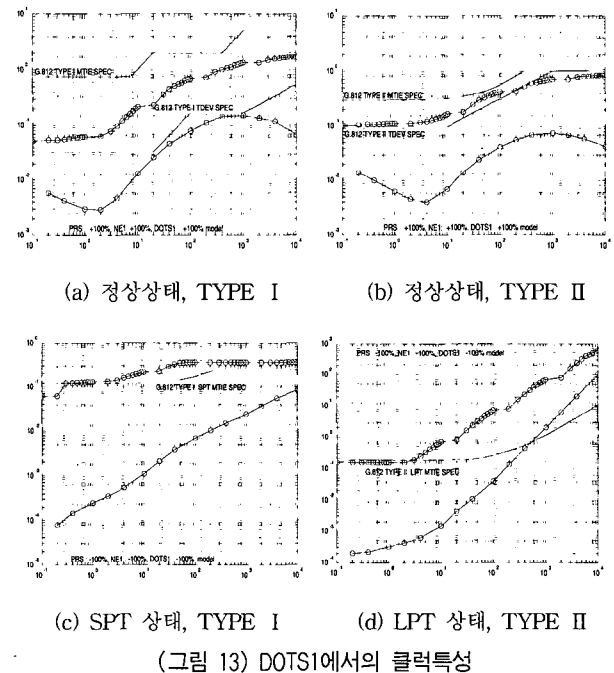 G.812 TYPE I MTIE SPEC
G.812 TYPE I TDEV SPEC
PRS +100%, NE1 +100%, DOTS1 +100% model
(a) 정상상태, TYPE Ⅰ
G.812 TYPE II MTIE SPEC
G.812 TYPE II TDEV SPEC
PRS +100%, NE1 +100%, DOTS1 +100% model
(b) 정상상태, TYPE Ⅱ
G.812 TYPE I SPT MTIE SPEC
PRS -100%, NE1 -100%, DOTS1 -100% model
(c) SPT 상태, TYPE Ⅰ
PRS -100%, NE1 -100%, DOTS1 -100% model
G.812 TYPE II LPT MTIE SPEC
(d) LPT 상태, TYPE Ⅱ
(그림 13) DOTS1에서의 클럭특성